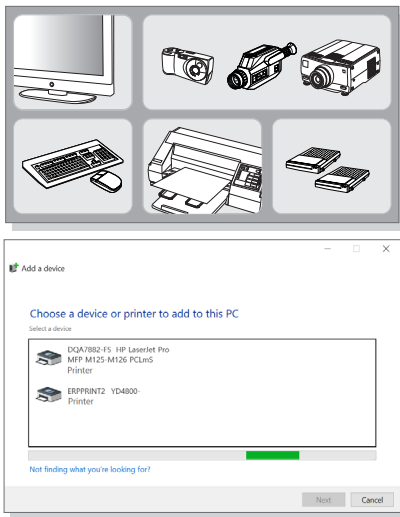 Add a device
Choose a device or printer to add to this PC
Select a device
DQA7882-F5 HP LaserJet Pro
MFP M125-M126 PCLmS
Printer
ERPPRINT2 YD4800-
Printer
Not finding what you're looking for?
Next Cancel